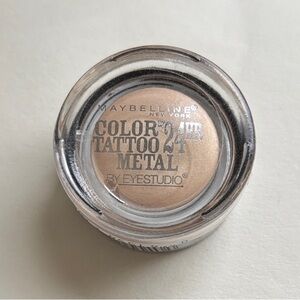 MAYBELLINE®
NEW YORK
COLOR 24HR
TATTOO
METAL
BY EYESTUDIO®